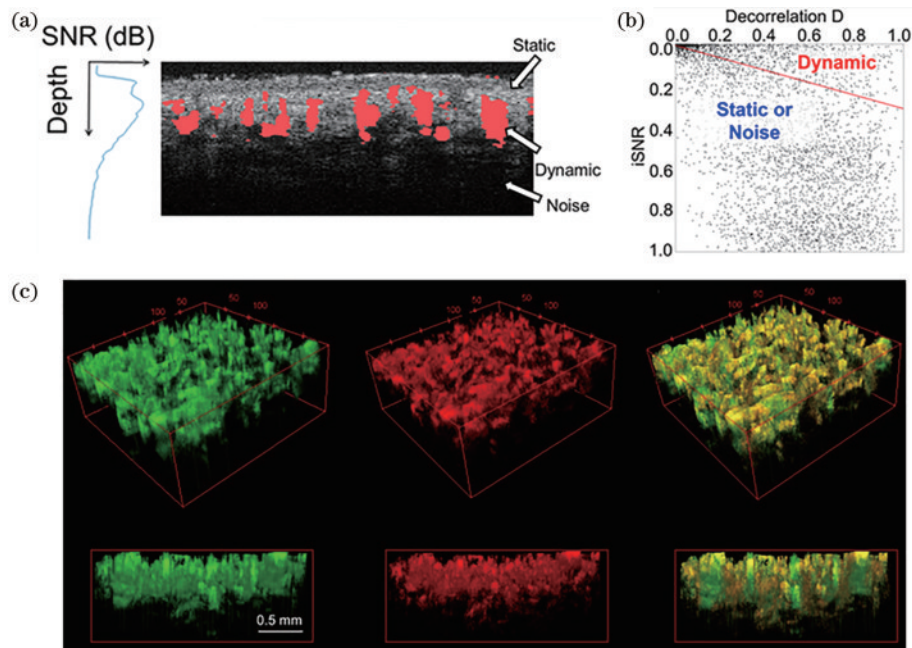 (a)
SNR (dB)
Depth
Static
Dynamic
Noise
(b)
Decorrelation D
0.0 0.2 0.4 0.6 0.8 1.0
0.0
0.2
0.4
0.6
0.8
1.0
iSNR
Dynamic
Static or
Noise
(c)
100 50 50 100
100 50 50 100
100 50 50 100
0.5 mm